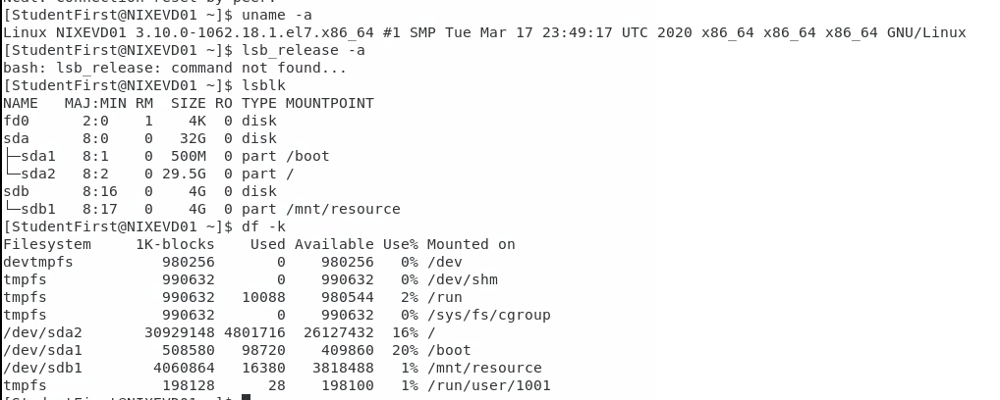 Ncat: Connection reset by peer.
[StudentFirst@NIXEVD01 ~]$ uname -a
Linux NIXEVD01 3.10.0-1062.18.1.el7.x86_64 #1 SMP Tue Mar 17 23:49:17 UTC 2020 x86_64 x86_64 x86_64 GNU/Linux
[StudentFirst@NIXEVD01 ~]$ lsb_release -a
bash: lsb_release: command not found...
[StudentFirst@NIXEVD01 ~]$ lsblk
NAME   MAJ:MIN RM  SIZE RO TYPE MOUNTPOINT
fd0      2:0    1    4K  0 disk
sda      8:0    0   32G  0 disk
├─sda1   8:1    0  500M  0 part /boot
└─sda2   8:2    0 29.5G  0 part /
sdb      8:16   0    4G  0 disk
└─sdb1   8:17   0    4G  0 part /mnt/resource
[StudentFirst@NIXEVD01 ~]$ df -k
Filesystem     1K-blocks    Used Available Use% Mounted on
devtmpfs          980256       0    980256   0% /dev
tmpfs             990632       0    990632   0% /dev/shm
tmpfs             990632   10088    980544   2% /run
tmpfs             990632       0    990632   0% /sys/fs/cgroup
/dev/sda2       30929148 4801716  26127432  16% /
/dev/sda1         508580   98720    409860  20% /boot
/dev/sdb1        4060864   16380   3818488   1% /mnt/resource
tmpfs             198128      28    198100   1% /run/user/1001
[StudentFirst@NIXEVD01 ~]$